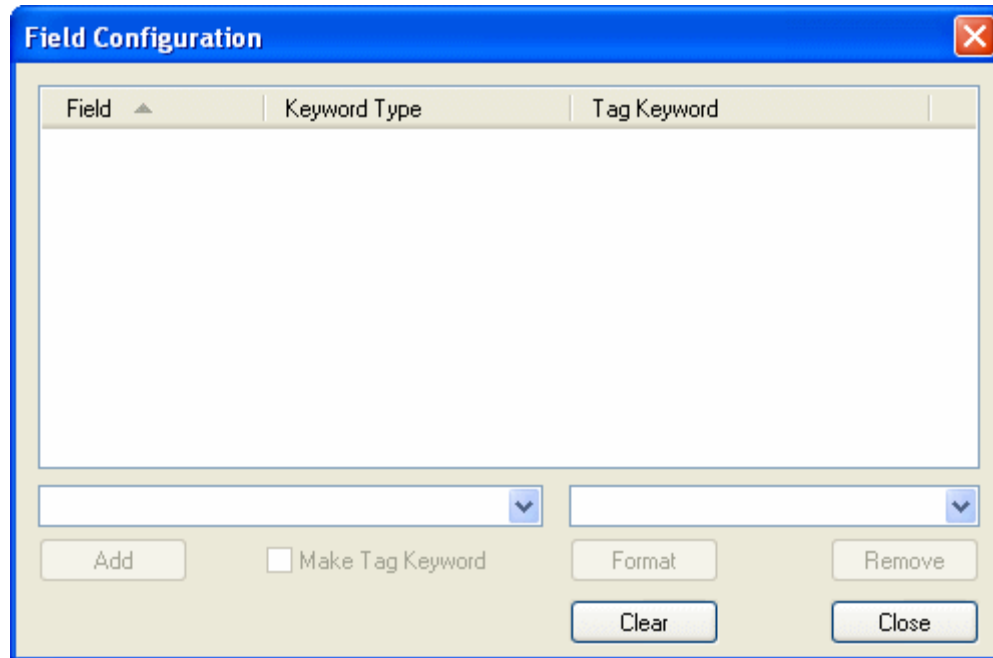 Field Configuration
Field Keyword Type Tag Keyword
Add Make Tag Keyword Format Remove
Clear Close